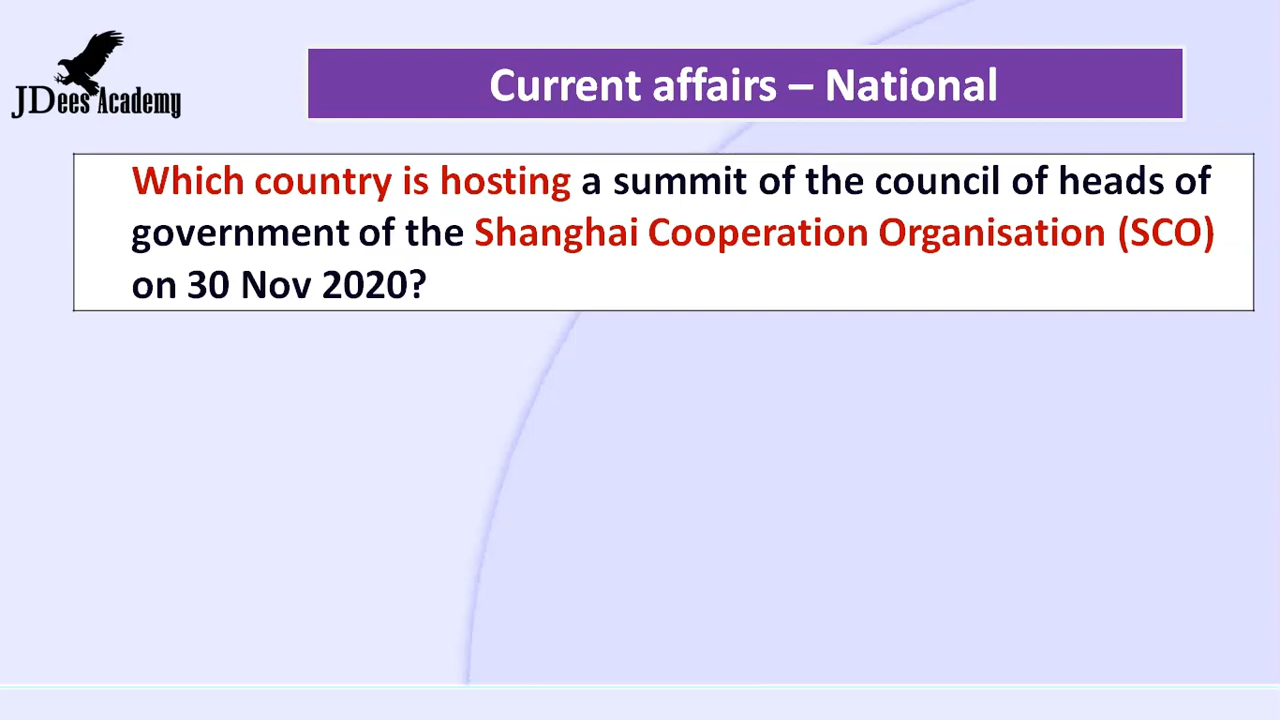 JDees Academy
Current affairs – National
Which country is hosting a summit of the council of heads of
government of the Shanghai Cooperation Organisation (SCO)
on 30 Nov 2020?